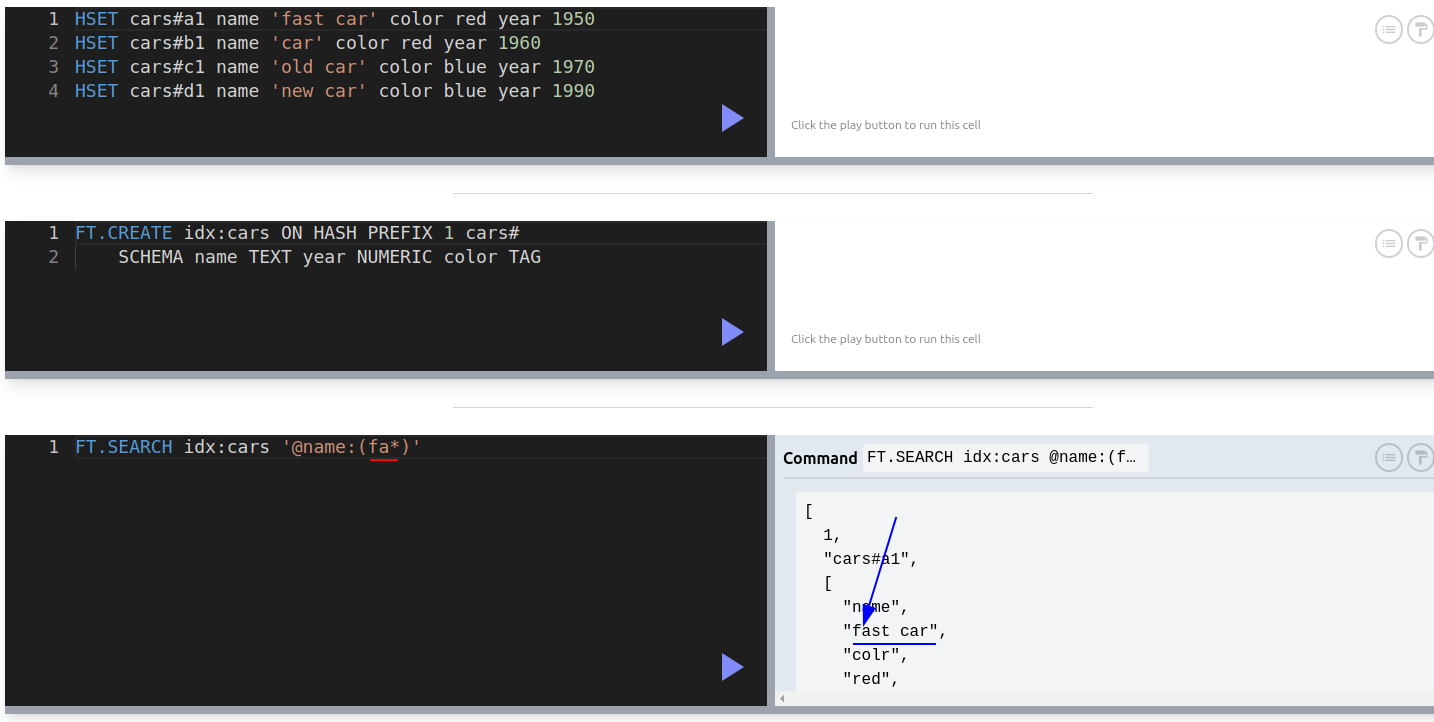 1 HSET cars#a1 name 'fast car' color red year 1950
2 HSET cars#b1 name 'car' color red year 1960
3 HSET cars#c1 name 'old car' color blue year 1970
4 HSET cars#d1 name 'new car' color blue year 1990
Click the play button to run this cell
1 FT.CREATE idx:cars ON HASH PREFIX 1 cars#
2 SCHEMA name TEXT year NUMERIC color TAG
Click the play button to run this cell
1 FT.SEARCH idx:cars '@name:(fa*)'
Command FT.SEARCH idx:cars @name:(f…
[
1,
"cars#a1",
[
"name",
"fast car",
"colr",
"red",